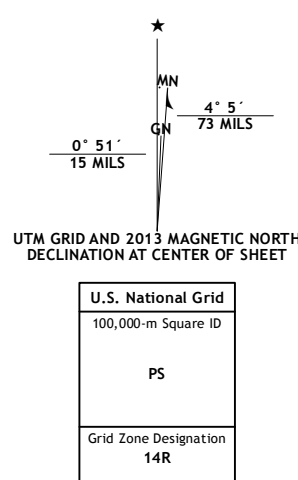 MN
4° 5´
73 MILS
GN
0° 51´
15 MILS
UTM GRID AND 2013 MAGNETIC NORTH
DECLINATION AT CENTER OF SHEET
U.S. National Grid
100,000-m Square ID
PS
Grid Zone Designation
14R